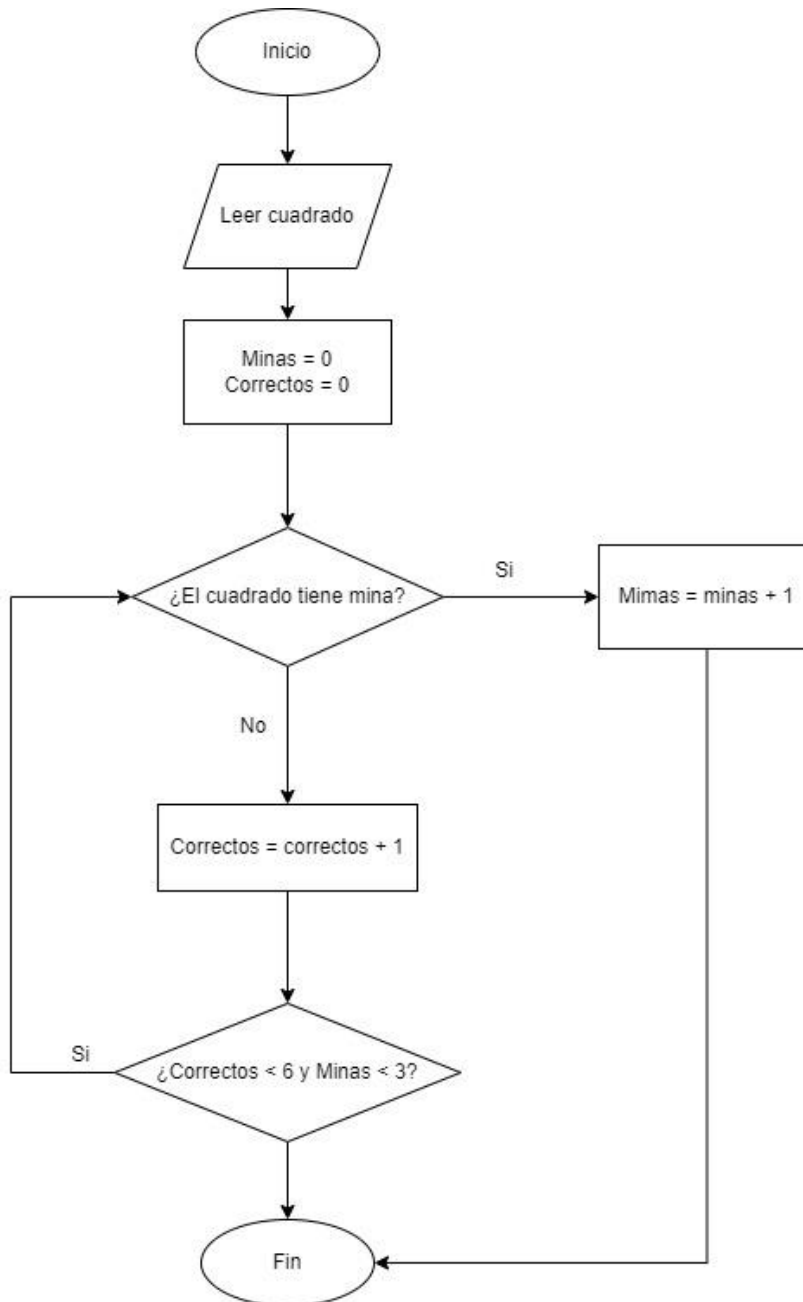 Inicio
Leer cuadrado
Minas = 0
Correctos = 0
¿El cuadrado tiene mina?
Si
Mimas = minas + 1
No
Correctos = correctos + 1
¿Correctos < 6 y Minas < 3?
Si
Fin